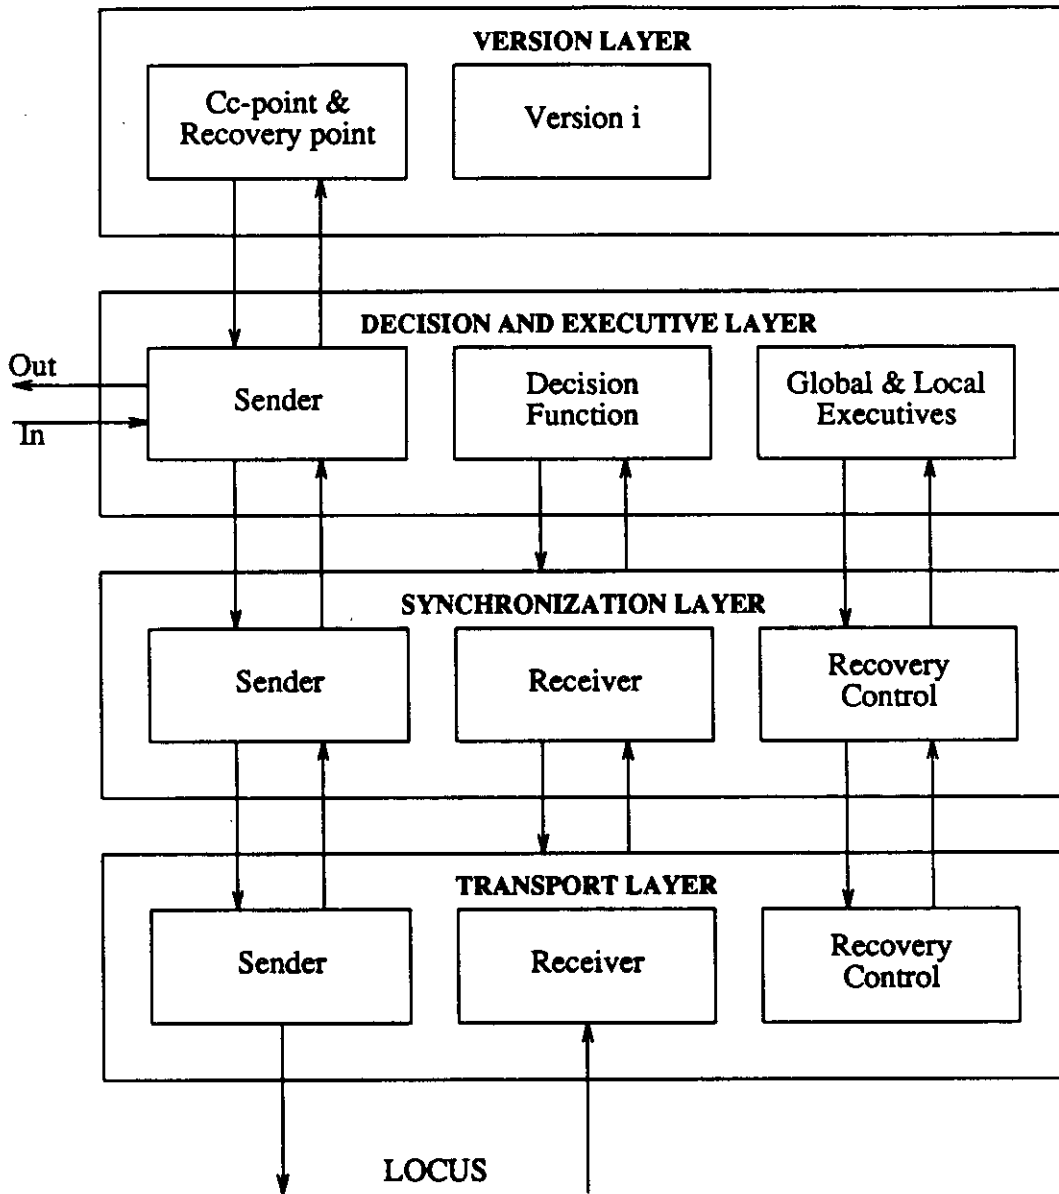 VERSION LAYER
Cc-point &
Recovery point
Version i
DECISION AND EXECUTIVE LAYER
Out
In
Sender
Decision
Function
Global & Local
Executives
SYNCHRONIZATION LAYER
Sender
Receiver
Recovery
Control
TRANSPORT LAYER
Sender
Receiver
Recovery
Control
LOCUS